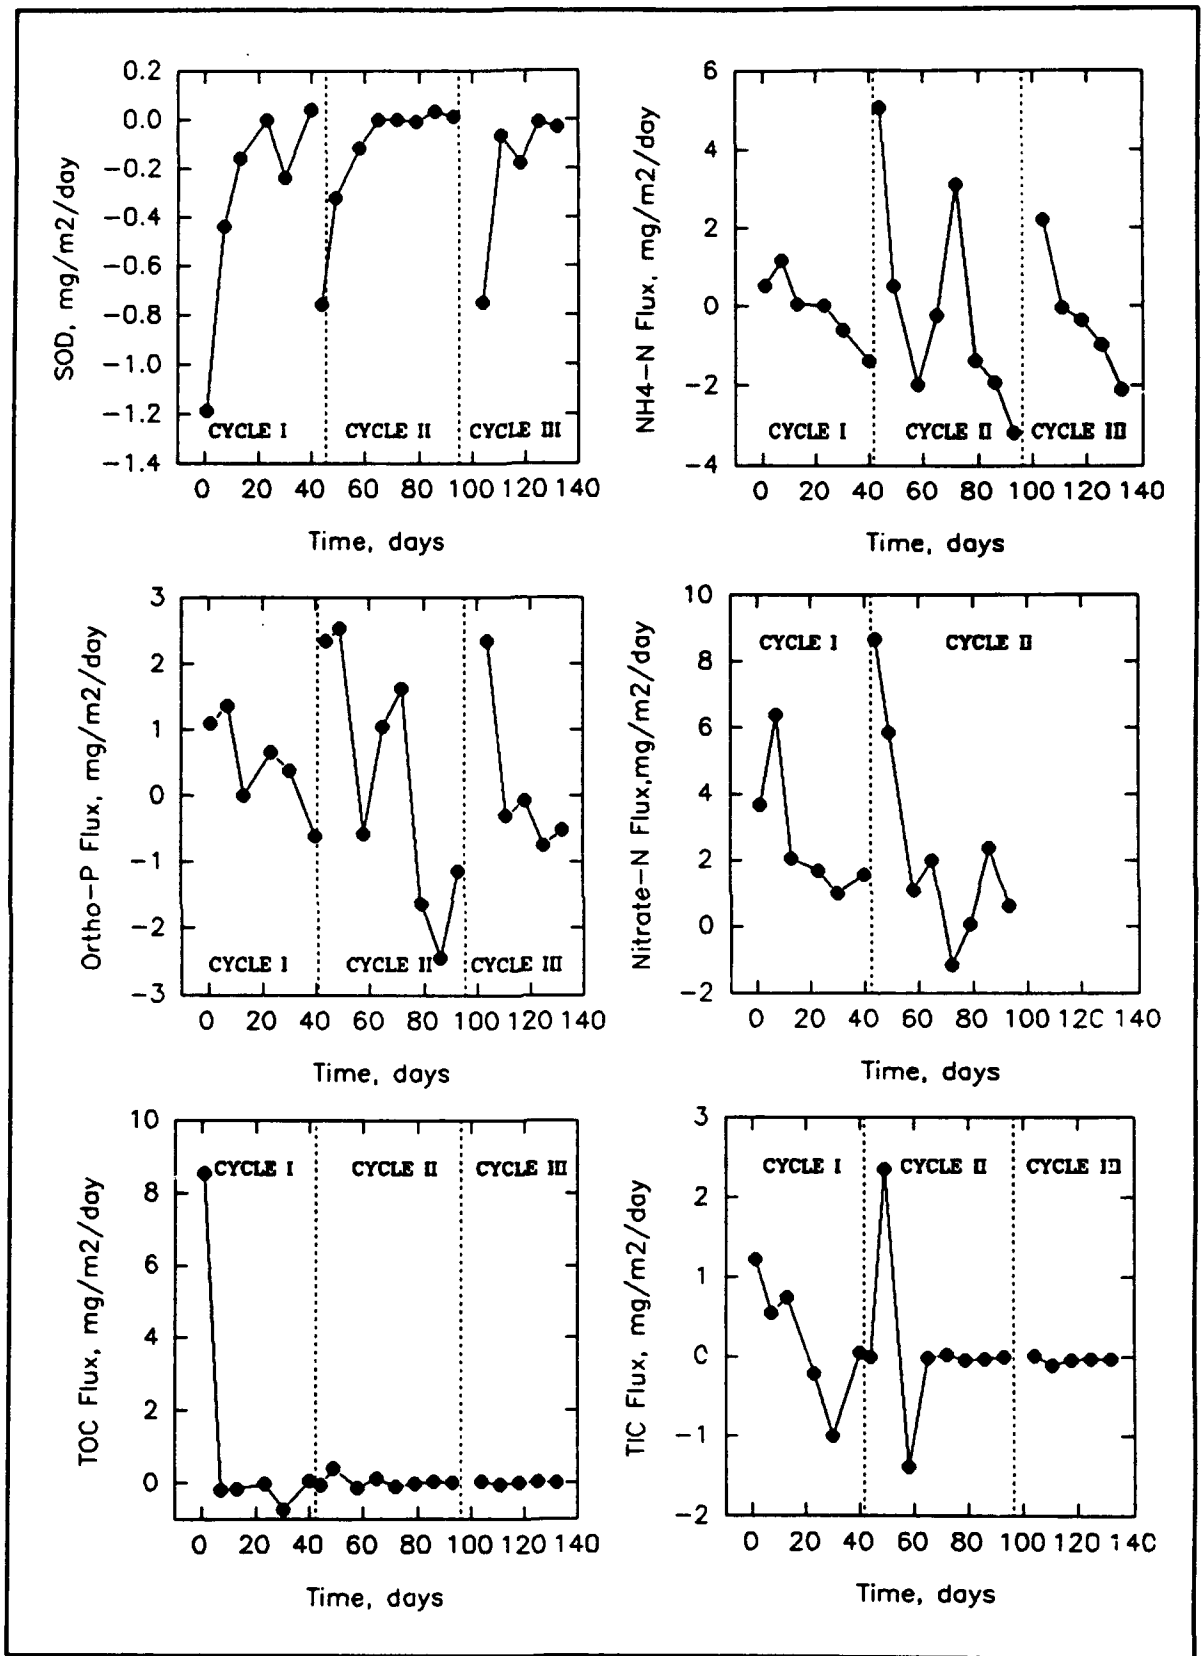 SOD, mg/m2/day
0.2
0.0
−0.2
−0.4
−0.6
−0.8
−1.0
−1.2
−1.4
CYCLE I CYCLE II CYCLE III
0 20 40 60 80 100 120 140
Time, days
NH4−N Flux, mg/m2/day
6
4
2
0
−2
−4
CYCLE I CYCLE II CYCLE III
0 20 40 60 80 100 120 140
Time, days
Ortho−P Flux, mg/m2/day
3
2
1
0
−1
−2
−3
CYCLE I CYCLE II CYCLE III
0 20 40 60 80 100 120 140
Time, days
Nitrate−N Flux,mg/m2/day
10
8
6
4
2
0
−2
CYCLE I CYCLE II
0 20 40 60 80 100 120 140
Time, days
TOC Flux, mg/m2/day
10
8
6
4
2
0
CYCLE I CYCLE II CYCLE III
0 20 40 60 80 100 120 140
Time, days
TIC Flux, mg/m2/day
3
2
1
0
−1
−2
CYCLE I CYCLE II CYCLE III
0 20 40 60 80 100 120 140
Time, days